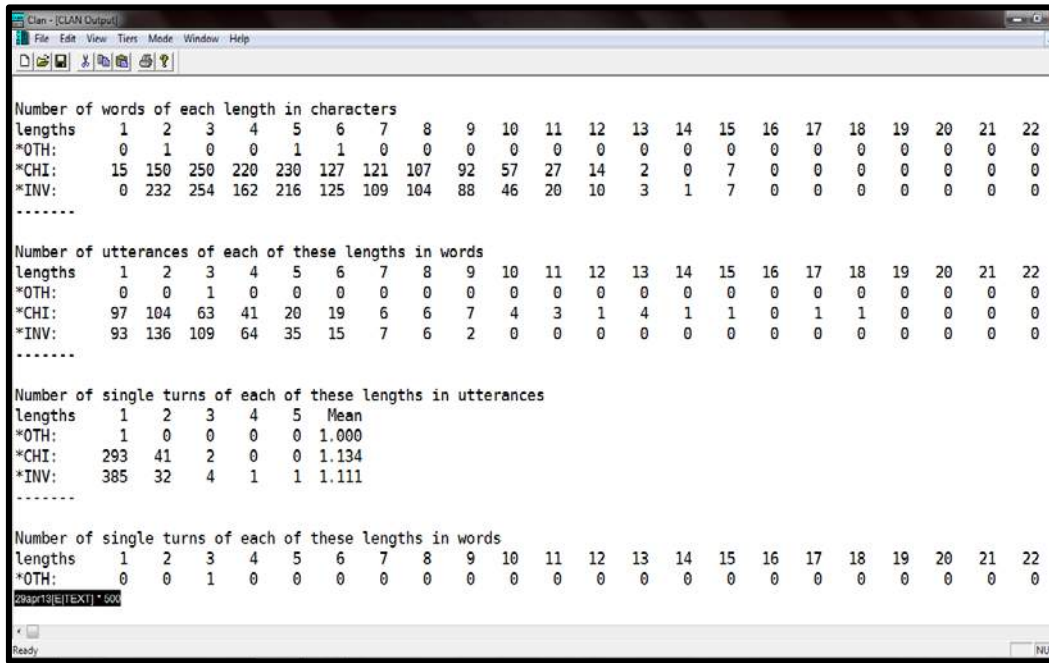 Clan - [CLAN Output]
File Edit View Tiers Mode Window Help
Number of words of each length in characters
lengths 1 2 3 4 5 6 7 8 9 10 11 12 13 14 15 16 17 18 19 20 21 22
*OTH: 0 1 0 0 1 1 0 0 0 0 0 0 0 0 0 0 0 0 0 0 0 0
*CHI: 15 150 250 220 230 127 121 107 92 57 27 14 2 0 7 0 0 0 0 0 0 0
*INV: 0 232 254 162 216 125 109 104 88 46 20 10 3 1 7 0 0 0 0 0 0 0
-------
Number of utterances of each of these lengths in words
lengths 1 2 3 4 5 6 7 8 9 10 11 12 13 14 15 16 17 18 19 20 21 22
*OTH: 0 0 1 0 0 0 0 0 0 0 0 0 0 0 0 0 0 0 0 0 0 0
*CHI: 97 104 63 41 20 19 6 6 7 4 3 1 4 1 1 0 1 1 0 0 0 0
*INV: 93 136 109 64 35 15 7 6 2 0 0 0 0 0 0 0 0 0 0 0 0 0
-------
Number of single turns of each of these lengths in utterances
lengths 1 2 3 4 5 Mean
*OTH: 1 0 0 0 0 1.000
*CHI: 293 41 2 0 0 1.134
*INV: 385 32 4 1 1 1.111
-------
Number of single turns of each of these lengths in words
lengths 1 2 3 4 5 6 7 8 9 10 11 12 13 14 15 16 17 18 19 20 21 22
*OTH: 0 0 1 0 0 0 0 0 0 0 0 0 0 0 0 0 0 0 0 0 0 0
29apr13[E|TEXT] * 500
Ready NU